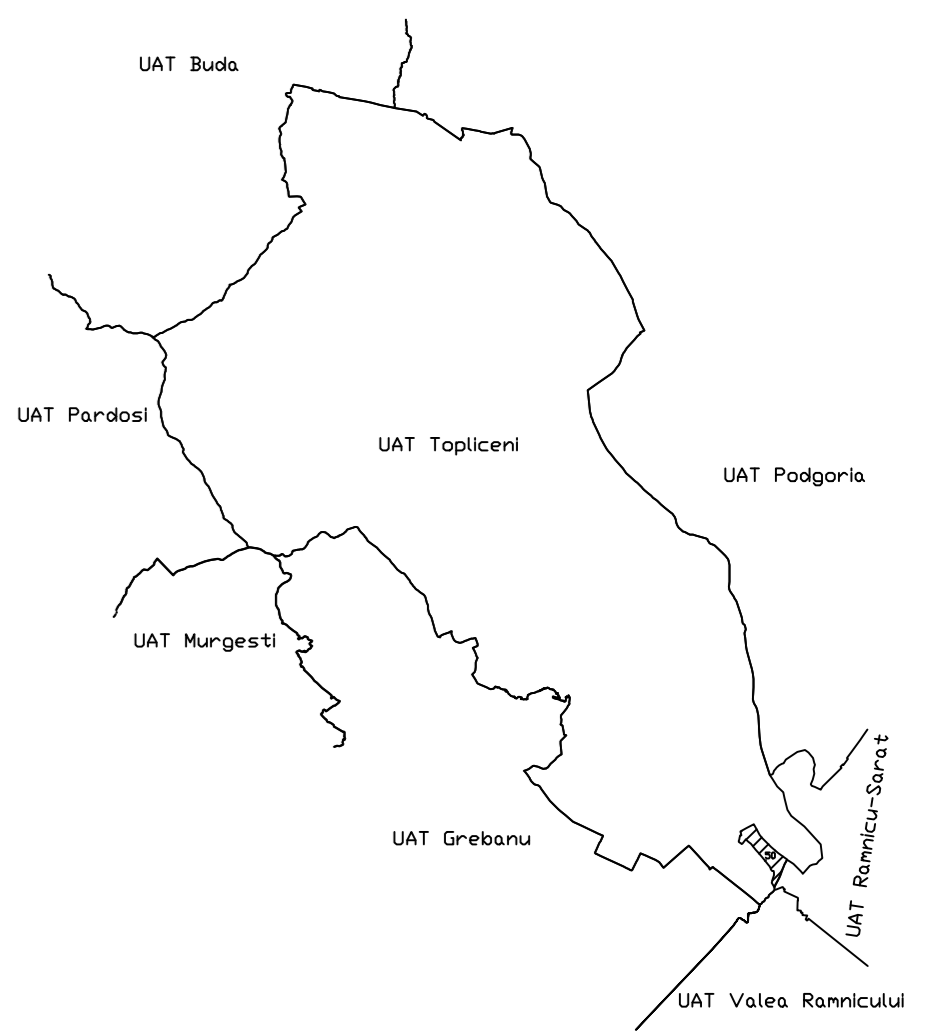 UAT Buda
UAT Pardosi
UAT Topliceni
UAT Podgoria
UAT Murgesti
UAT Ramnicu-Sarat
UAT Grebanu
50
UAT Valea Ramnicului